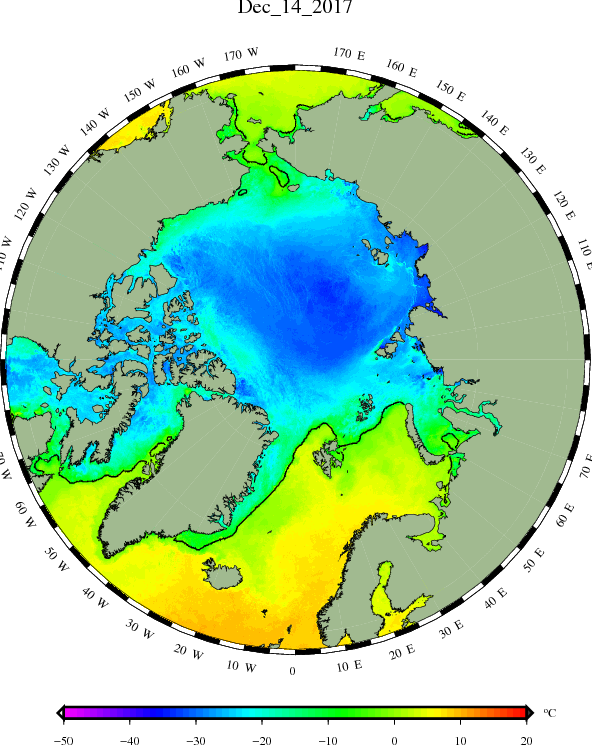 Dec_14_2017
170 W
170 E
160 W
160 E
150 W
150 E
140 W
140 E
130 W
130 E
120 W
120 E
110 E
70 E
60 W
60 E
50 W
50 E
40 W
40 E
30 W
30 E
20 W
20 E
10 W
10 E
0
°C
−50 −40 −30 −20 −10 0 10 20